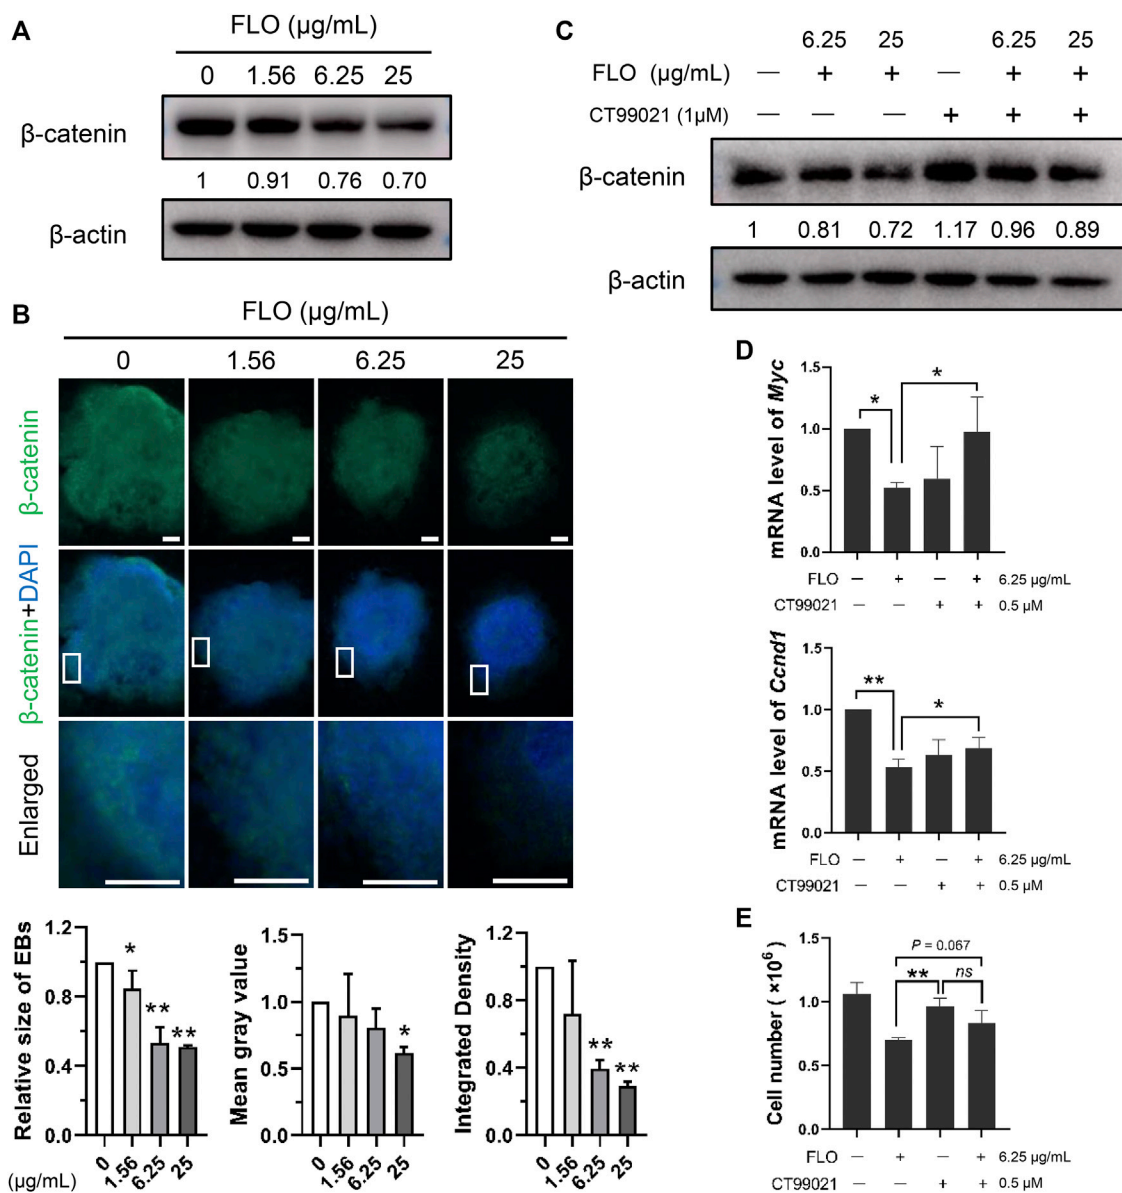 A
FLO (µg/mL)
0 1.56 6.25 25
β-catenin
1 0.91 0.76 0.70
β-actin
B
FLO (µg/mL)
0 1.56 6.25 25
β-catenin
β-catenin+DAPI
Enlarged
Relative size of EBs
1.2
0.8
0.4
0.0
* ** **
0 1.56 6.25 25
(µg/mL)
Mean gray value
1.5
1.0
0.5
0.0
*
0 1.56 6.25 25
Integrated Density
1.2
0.8
0.4
0.0
** **
0 1.56 6.25 25
C
6.25 25 6.25 25
FLO (µg/mL) — + + — + +
CT99021 (1µM) — — — + + +
β-catenin
1 0.81 0.72 1.17 0.96 0.89
β-actin
D
mRNA level of Myc
1.5
1.0
0.5
0.0
* *
FLO — + — + 6.25 µg/mL
CT99021 — — + + 0.5 µM
mRNA level of Ccnd1
1.5
1.0
0.5
0.0
** *
FLO — + — + 6.25 µg/mL
CT99021 — — + + 0.5 µM
E
Cell number ( ×10⁶ )
1.5
1.0
0.5
0.0
P = 0.067
** ns
FLO — + — + 6.25 µg/mL
CT99021 — — + + 0.5 µM